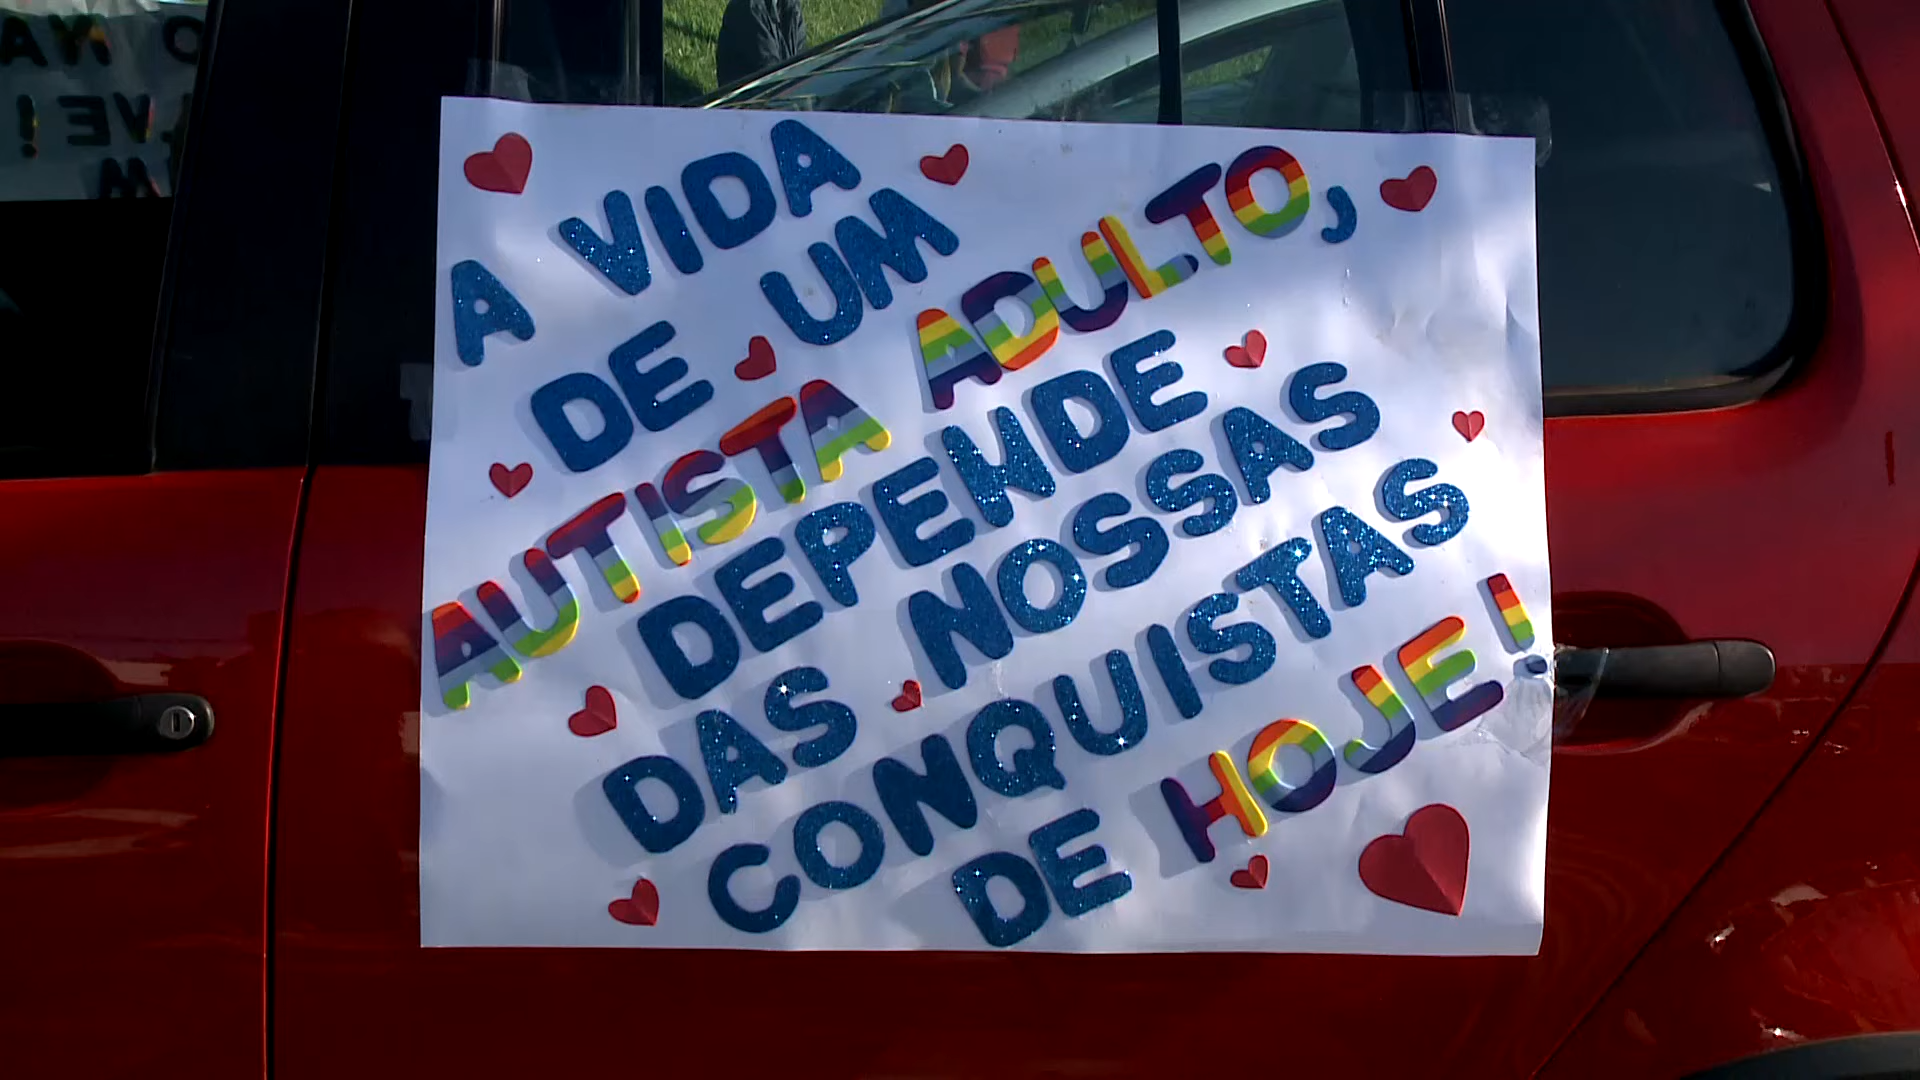 A VIDA
DE UM
AUTISTA ADULTO,
DEPENDE
DAS NOSSAS
CONQUISTAS
DE HOJE!